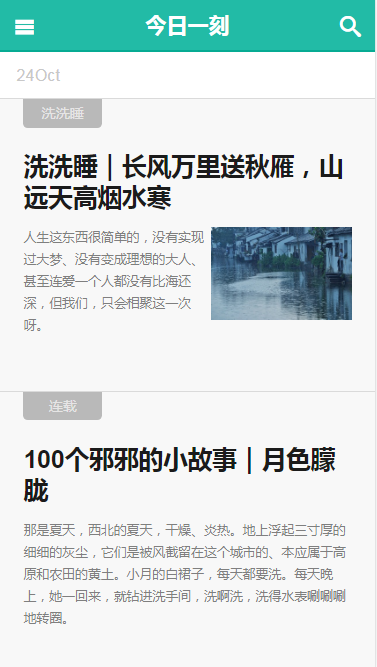 今日一刻
24Oct
洗洗睡
洗洗睡｜长风万里送秋雁，山
远天高烟水寒
人生这东西很简单的，没有实现
过大梦、没有变成理想的大人、
甚至连爱一个人都没有比海还
深，但我们，只会相聚这一次
呀。
连载
100个邪邪的小故事｜月色朦
胧
那是夏天，西北的夏天，干燥、炎热。地上浮起三寸厚的
细细的灰尘，它们是被风截留在这个城市的、本应属于高
原和农田的黄土。小月的白裙子，每天都要洗。每天晚
上，她一回来，就钻进洗手间，洗啊洗，洗得水表唰唰唰
地转圈。